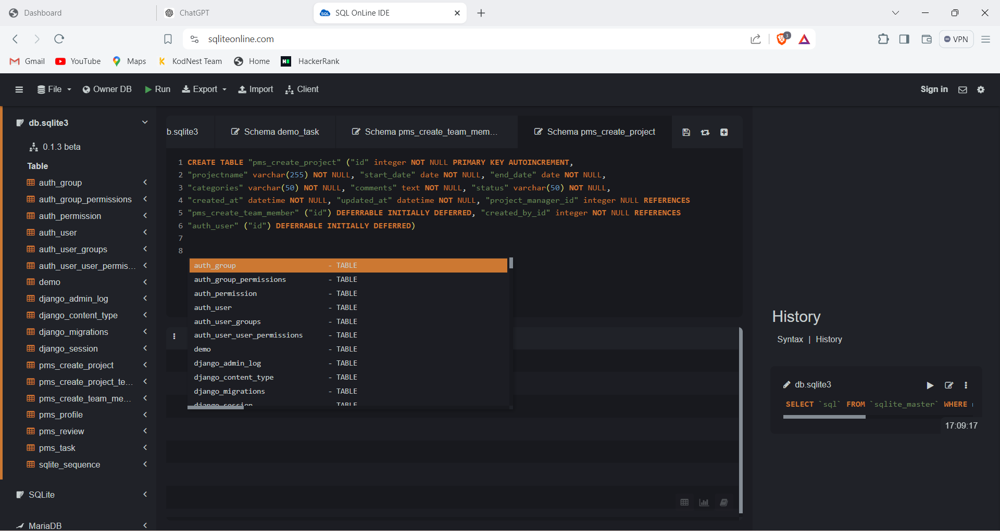 Dashboard
ChatGPT
SQL OnLine IDE
sqliteonline.com
3
VPN
Gmail
YouTube
Maps
KodNest Team
Home
HackerRank
File
Owner DB
Run
Export
Import
Client
Sign in
db.sqlite3
0.1.3 beta
Table
auth_group
auth_group_permissions
auth_permission
auth_user
auth_user_groups
auth_user_user_permis...
demo
django_admin_log
django_content_type
django_migrations
django_session
pms_create_project
pms_create_project_te...
pms_create_team_me...
pms_profile
pms_review
pms_task
sqlite_sequence
SQLite
MariaDB
b.sqlite3
Schema demo_task
Schema pms_create_team_mem...
Schema pms_create_project
1 CREATE TABLE "pms_create_project" ("id" integer NOT NULL PRIMARY KEY AUTOINCREMENT,
2 "projectname" varchar(255) NOT NULL, "start_date" date NOT NULL, "end_date" date NOT NULL,
3 "categories" varchar(50) NOT NULL, "comments" text NOT NULL, "status" varchar(50) NOT NULL,
4 "created_at" datetime NOT NULL, "updated_at" datetime NOT NULL, "project_manager_id" integer NULL REFERENCES
5 "pms_create_team_member" ("id") DEFERRABLE INITIALLY DEFERRED, "created_by_id" integer NOT NULL REFERENCES
6 "auth_user" ("id") DEFERRABLE INITIALLY DEFERRED)
7
8
auth_group - TABLE
auth_group_permissions - TABLE
auth_permission - TABLE
auth_user - TABLE
auth_user_groups - TABLE
auth_user_user_permissions - TABLE
demo - TABLE
django_admin_log - TABLE
django_content_type - TABLE
django_migrations - TABLE
django_session TABLE
History
Syntax | History
db.sqlite3
SELECT `sql` FROM `sqlite_master` WHERE
17:09:17